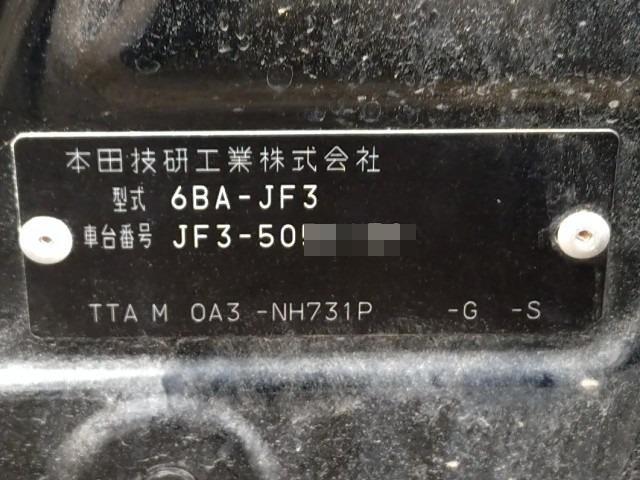 本田技研工業株式会社
型式 6BA-JF3
車台番号 JF3-505
TTA M 0A3 -NH731P -G -S